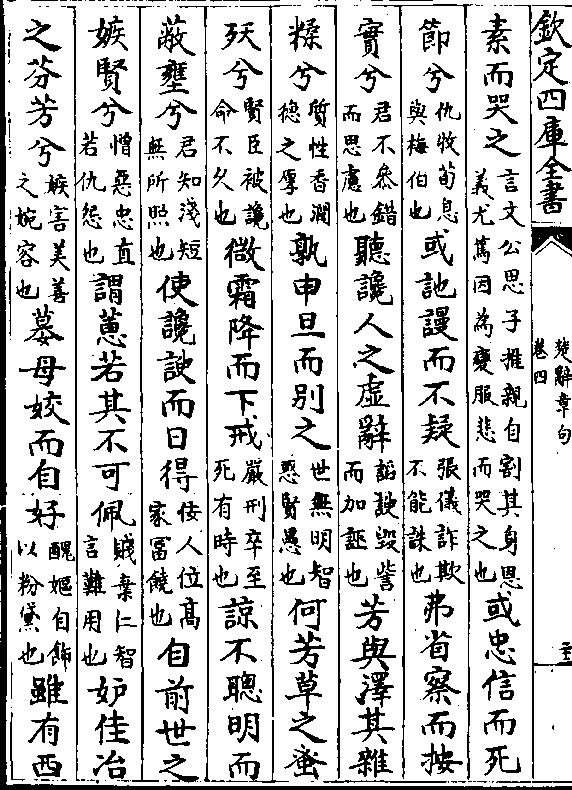 欽定四庫全書
楚辭章句
卷四
素而哭之言文公思子推親自割其身恩義尤篤因為變服悲而哭之也或忠信而死
節兮仇牧荀息與梅伯也或訑謾而不疑張儀詐欺不能誅也弗省察而按
實兮君不參錯而思慮也聽讒人之虛辭諂諛毀訾而加誣也芳與澤其雜
糅兮質性香潤德之厚也孰申旦而別之世無明智惑賢愚也何芳草之蚤
殀兮賢臣被讒命不久也微霜降而下戒嚴刑卒至死有時也諒不聰明而
蔽壅兮君知淺短無所照也使讒諛而日得佞人位高家冨饒也自前世之
嫉賢兮憎惡忠直若仇怨也謂蕙若其不可佩賤棄仁智言難用也妒佳冶
之芬芳兮嫉害美善之婉容也嫫母姣而自好醜嫗自飾以粉黛也雖有西